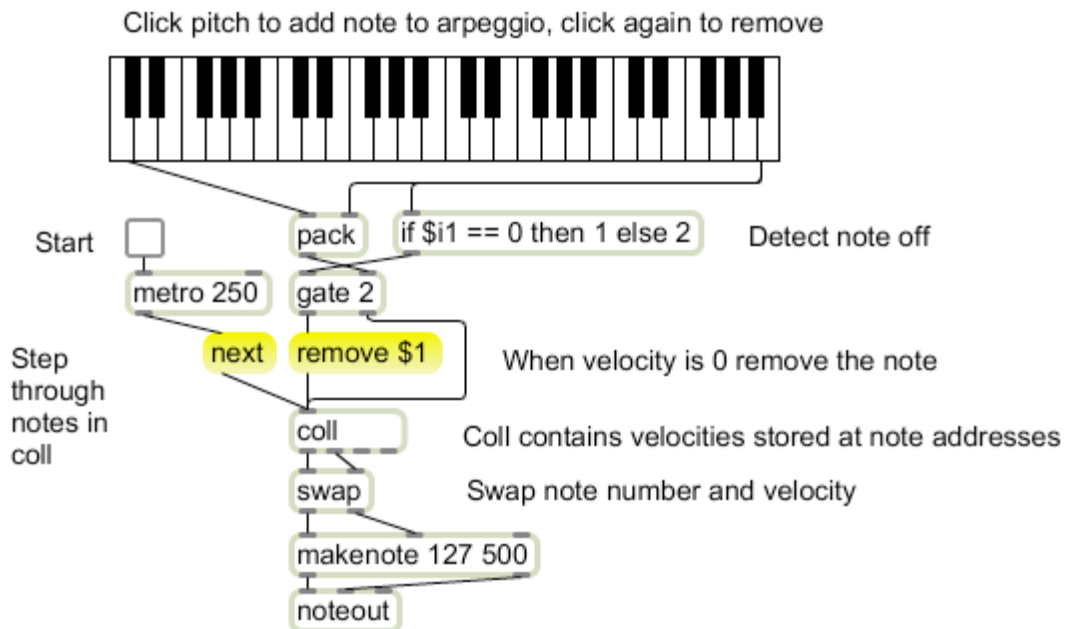 Click pitch to add note to arpeggio, click again to remove
Start
pack
if $i1 == 0 then 1 else 2
Detect note off
metro 250
gate 2
Step
through
notes in
coll
next
remove $1
When velocity is 0 remove the note
coll
Coll contains velocities stored at note addresses
swap
Swap note number and velocity
makenote 127 500
noteout